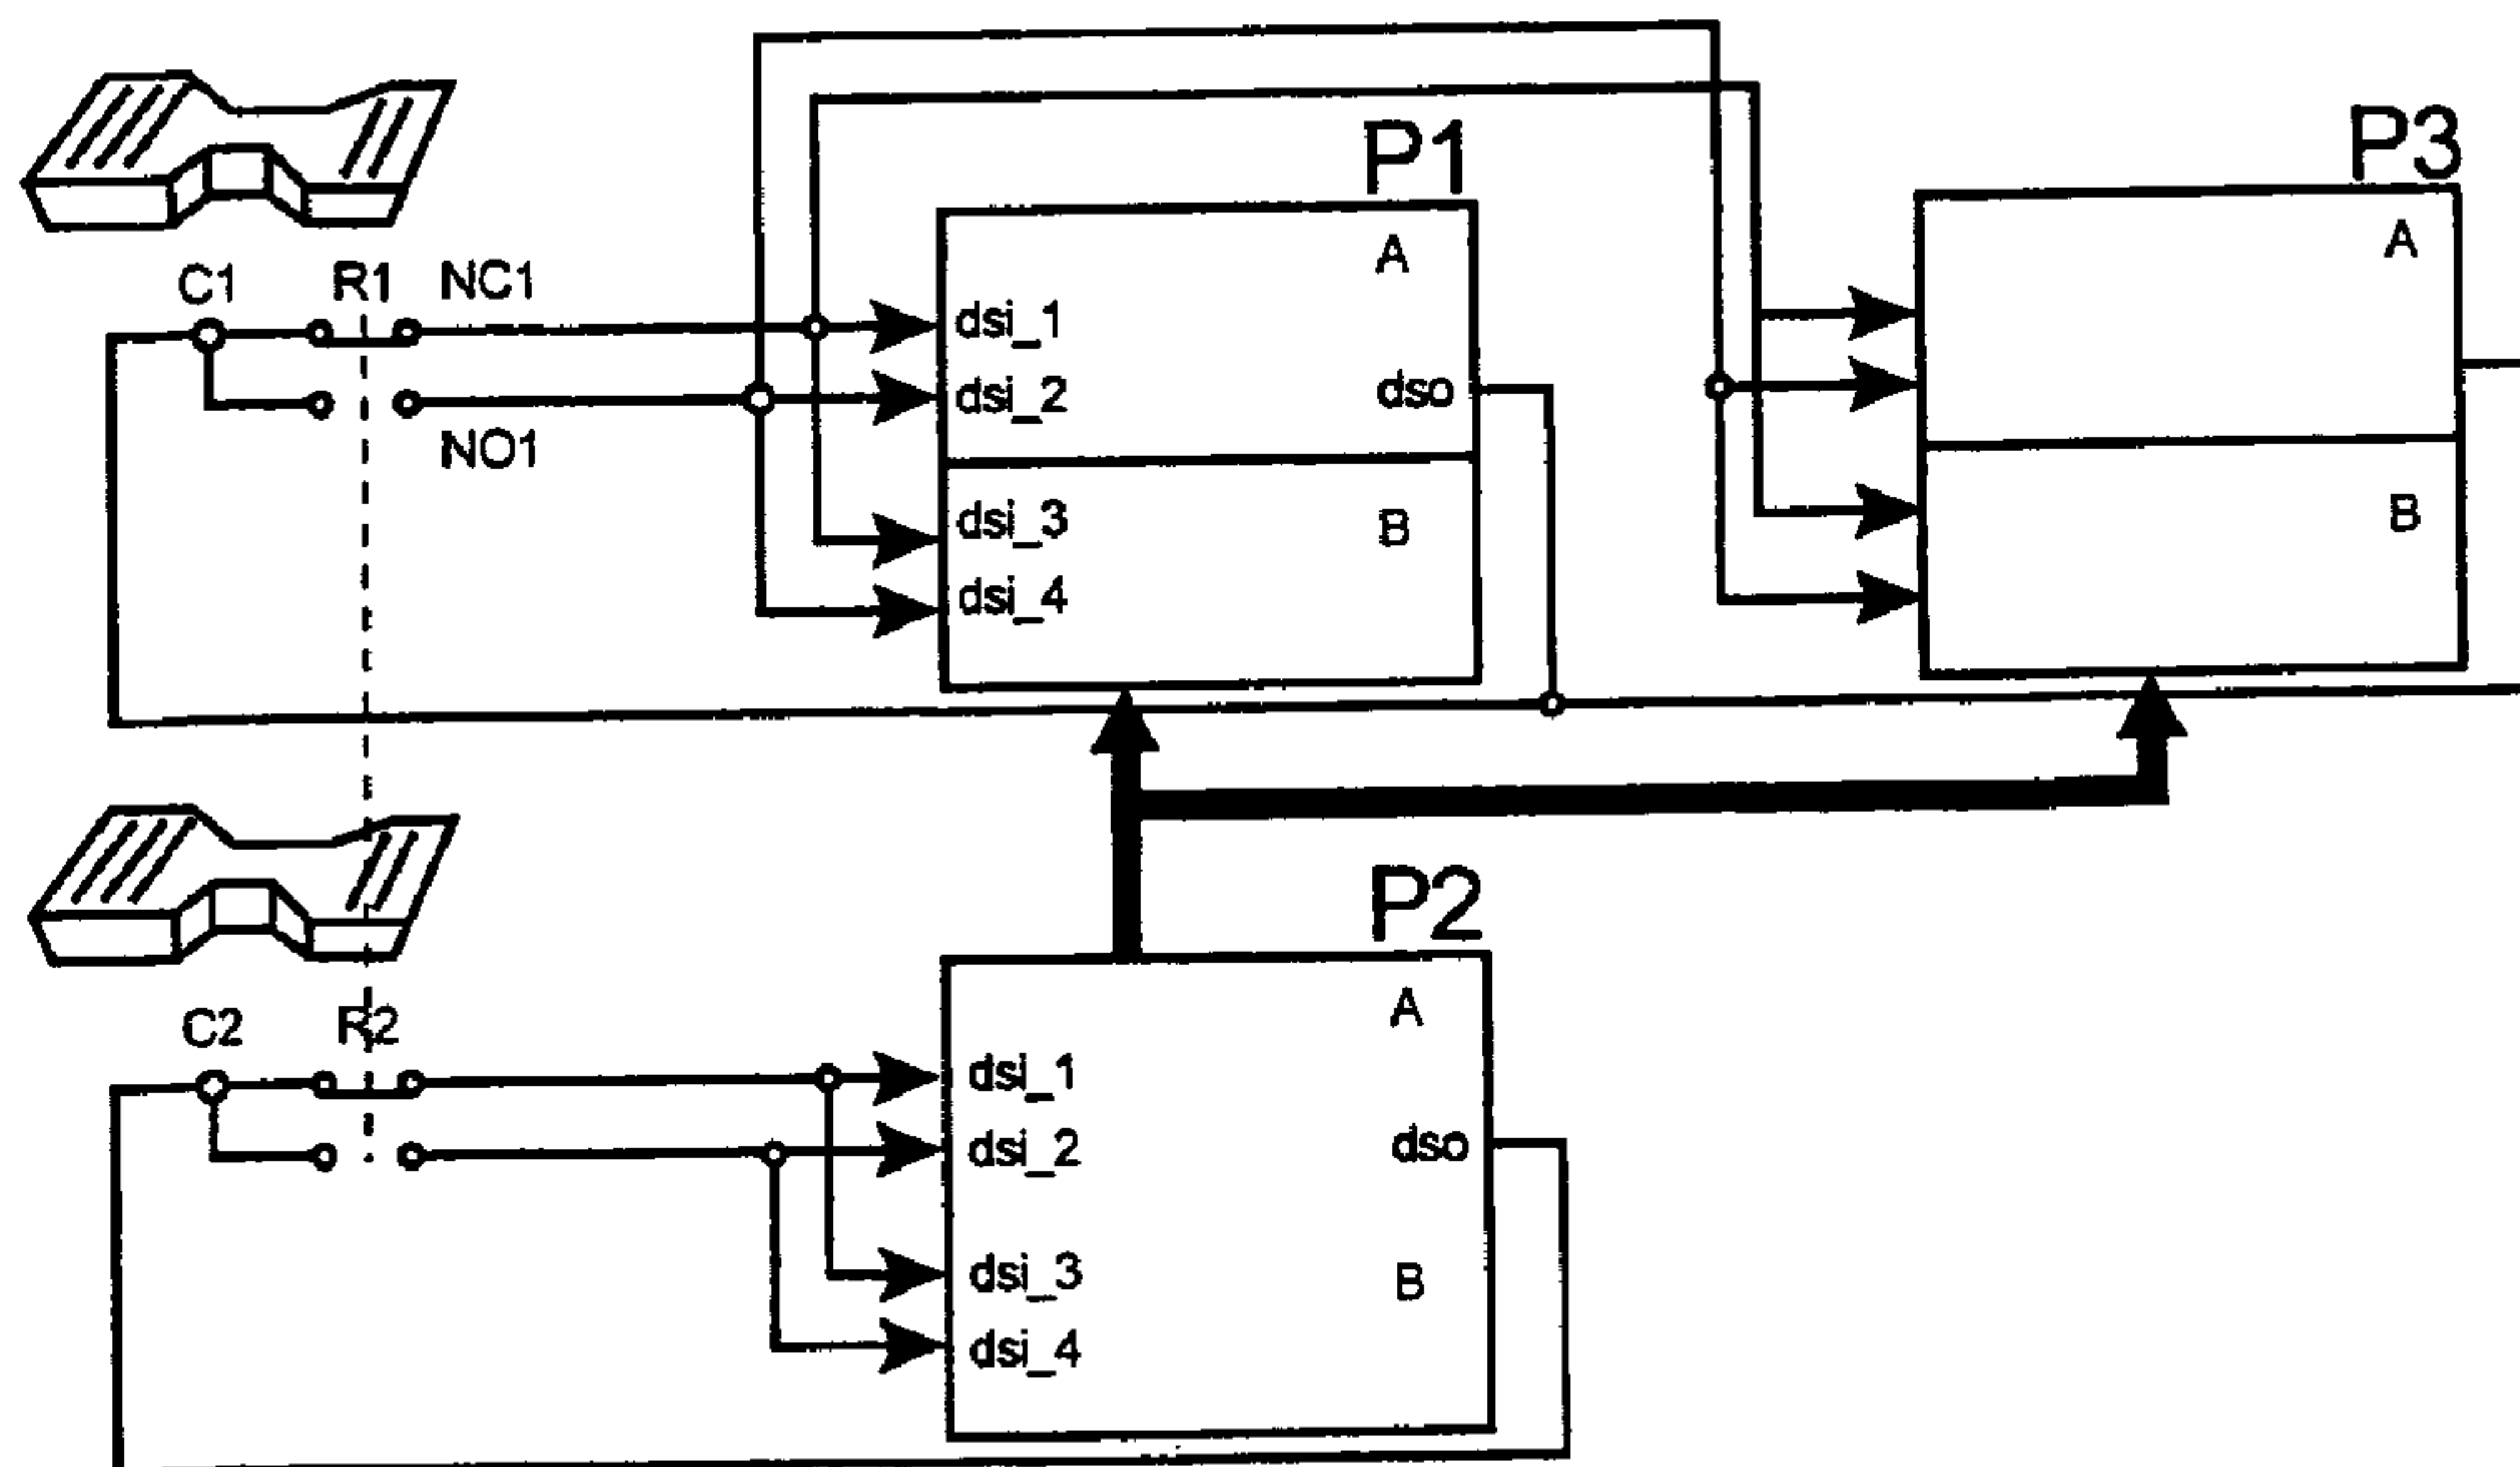 P1
P3
A
A
C1
R1
NC1
dsi_1
dsi_2
dso
NO1
dsi_3
B
B
dsi_4
P2
A
C2
R2
dsi_1
dsi_2
dso
dsi_3
B
dsi_4